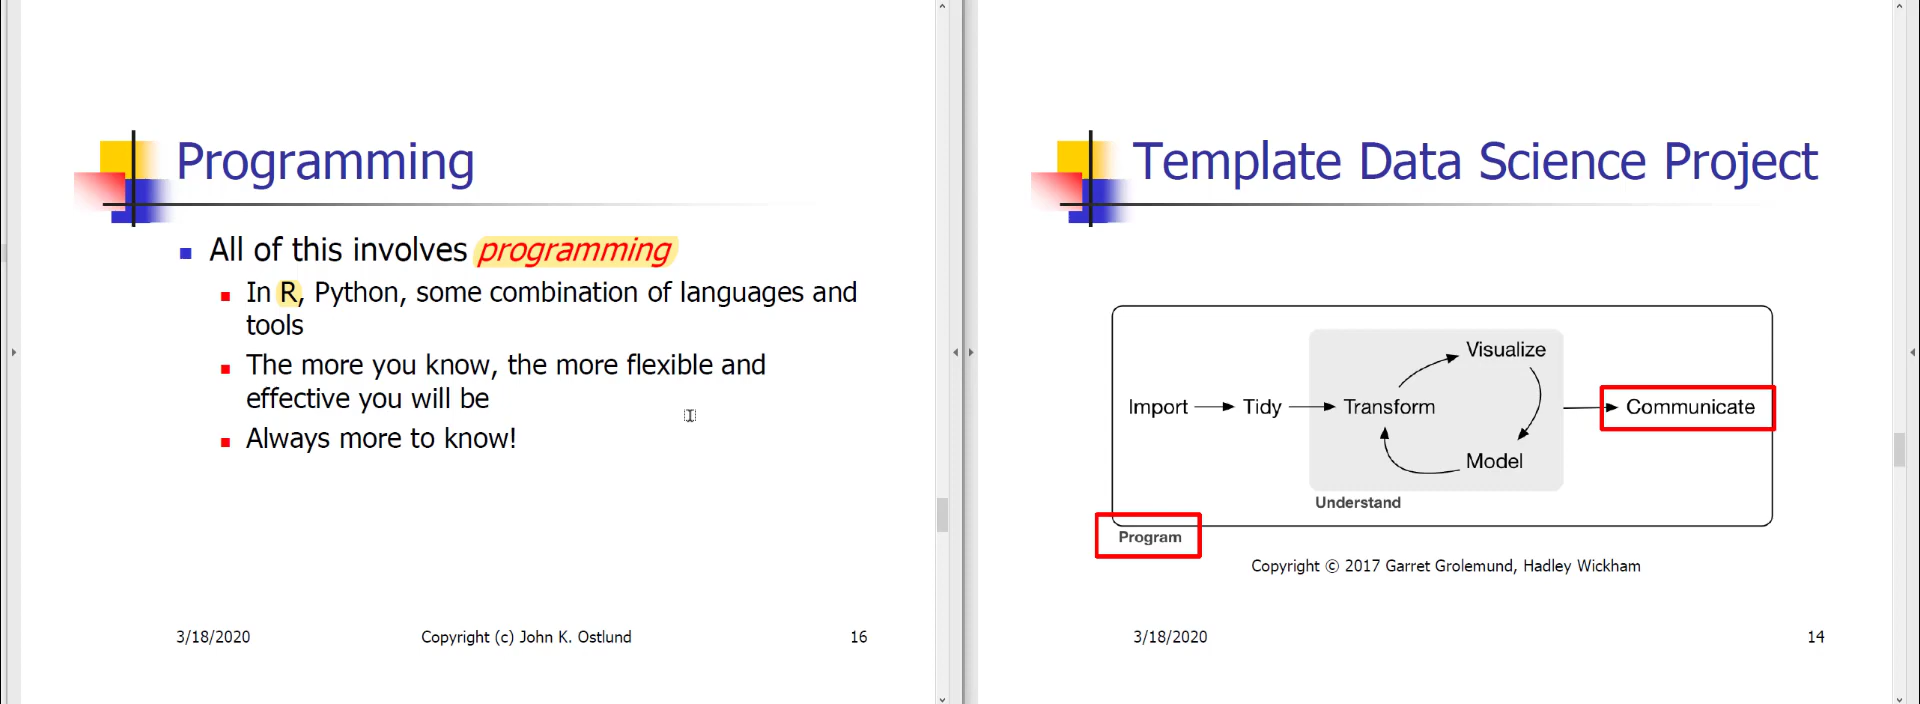 Programming
All of this involves programming
In R, Python, some combination of languages and
tools
The more you know, the more flexible and
effective you will be
Always more to know!
3/18/2020
Copyright (c) John K. Ostlund
16
Template Data Science Project
Visualize
Import
Tidy
Transform
Communicate
Model
Understand
Program
Copyright © 2017 Garret Grolemund, Hadley Wickham
3/18/2020
14